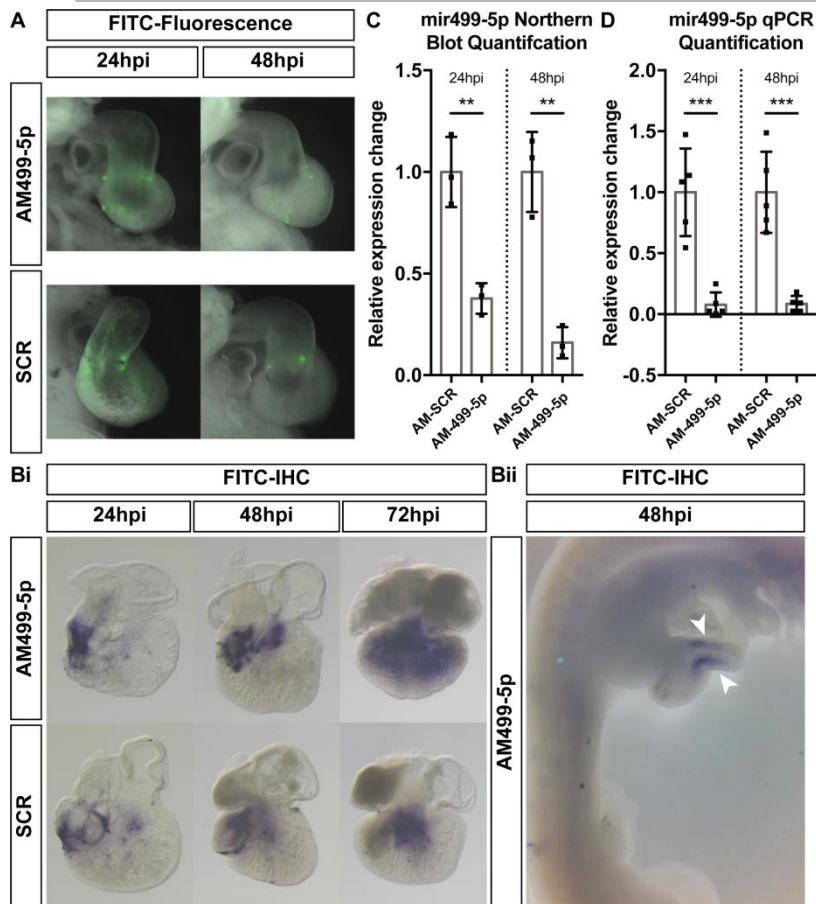 A
FITC-Fluorescence
24hpi
48hpi
AM499-5p
SCR
C
mir499-5p Northern
Blot Quantifcation
Relative expression change
1.5
1.0
0.5
0.0
24hpi
48hpi
**
**
AM-SCR
AM-499-5p
AM-SCR
AM-499-5p
D
mir499-5p qPCR
Quantification
Relative expression change
2.0
1.5
1.0
0.5
0.0
-0.5
24hpi
48hpi
***
***
AM-SCR
AM-499-5p
AM-SCR
AM-499-5p
Bi
FITC-IHC
24hpi
48hpi
72hpi
AM499-5p
SCR
Bii
FITC-IHC
48hpi
AM499-5p